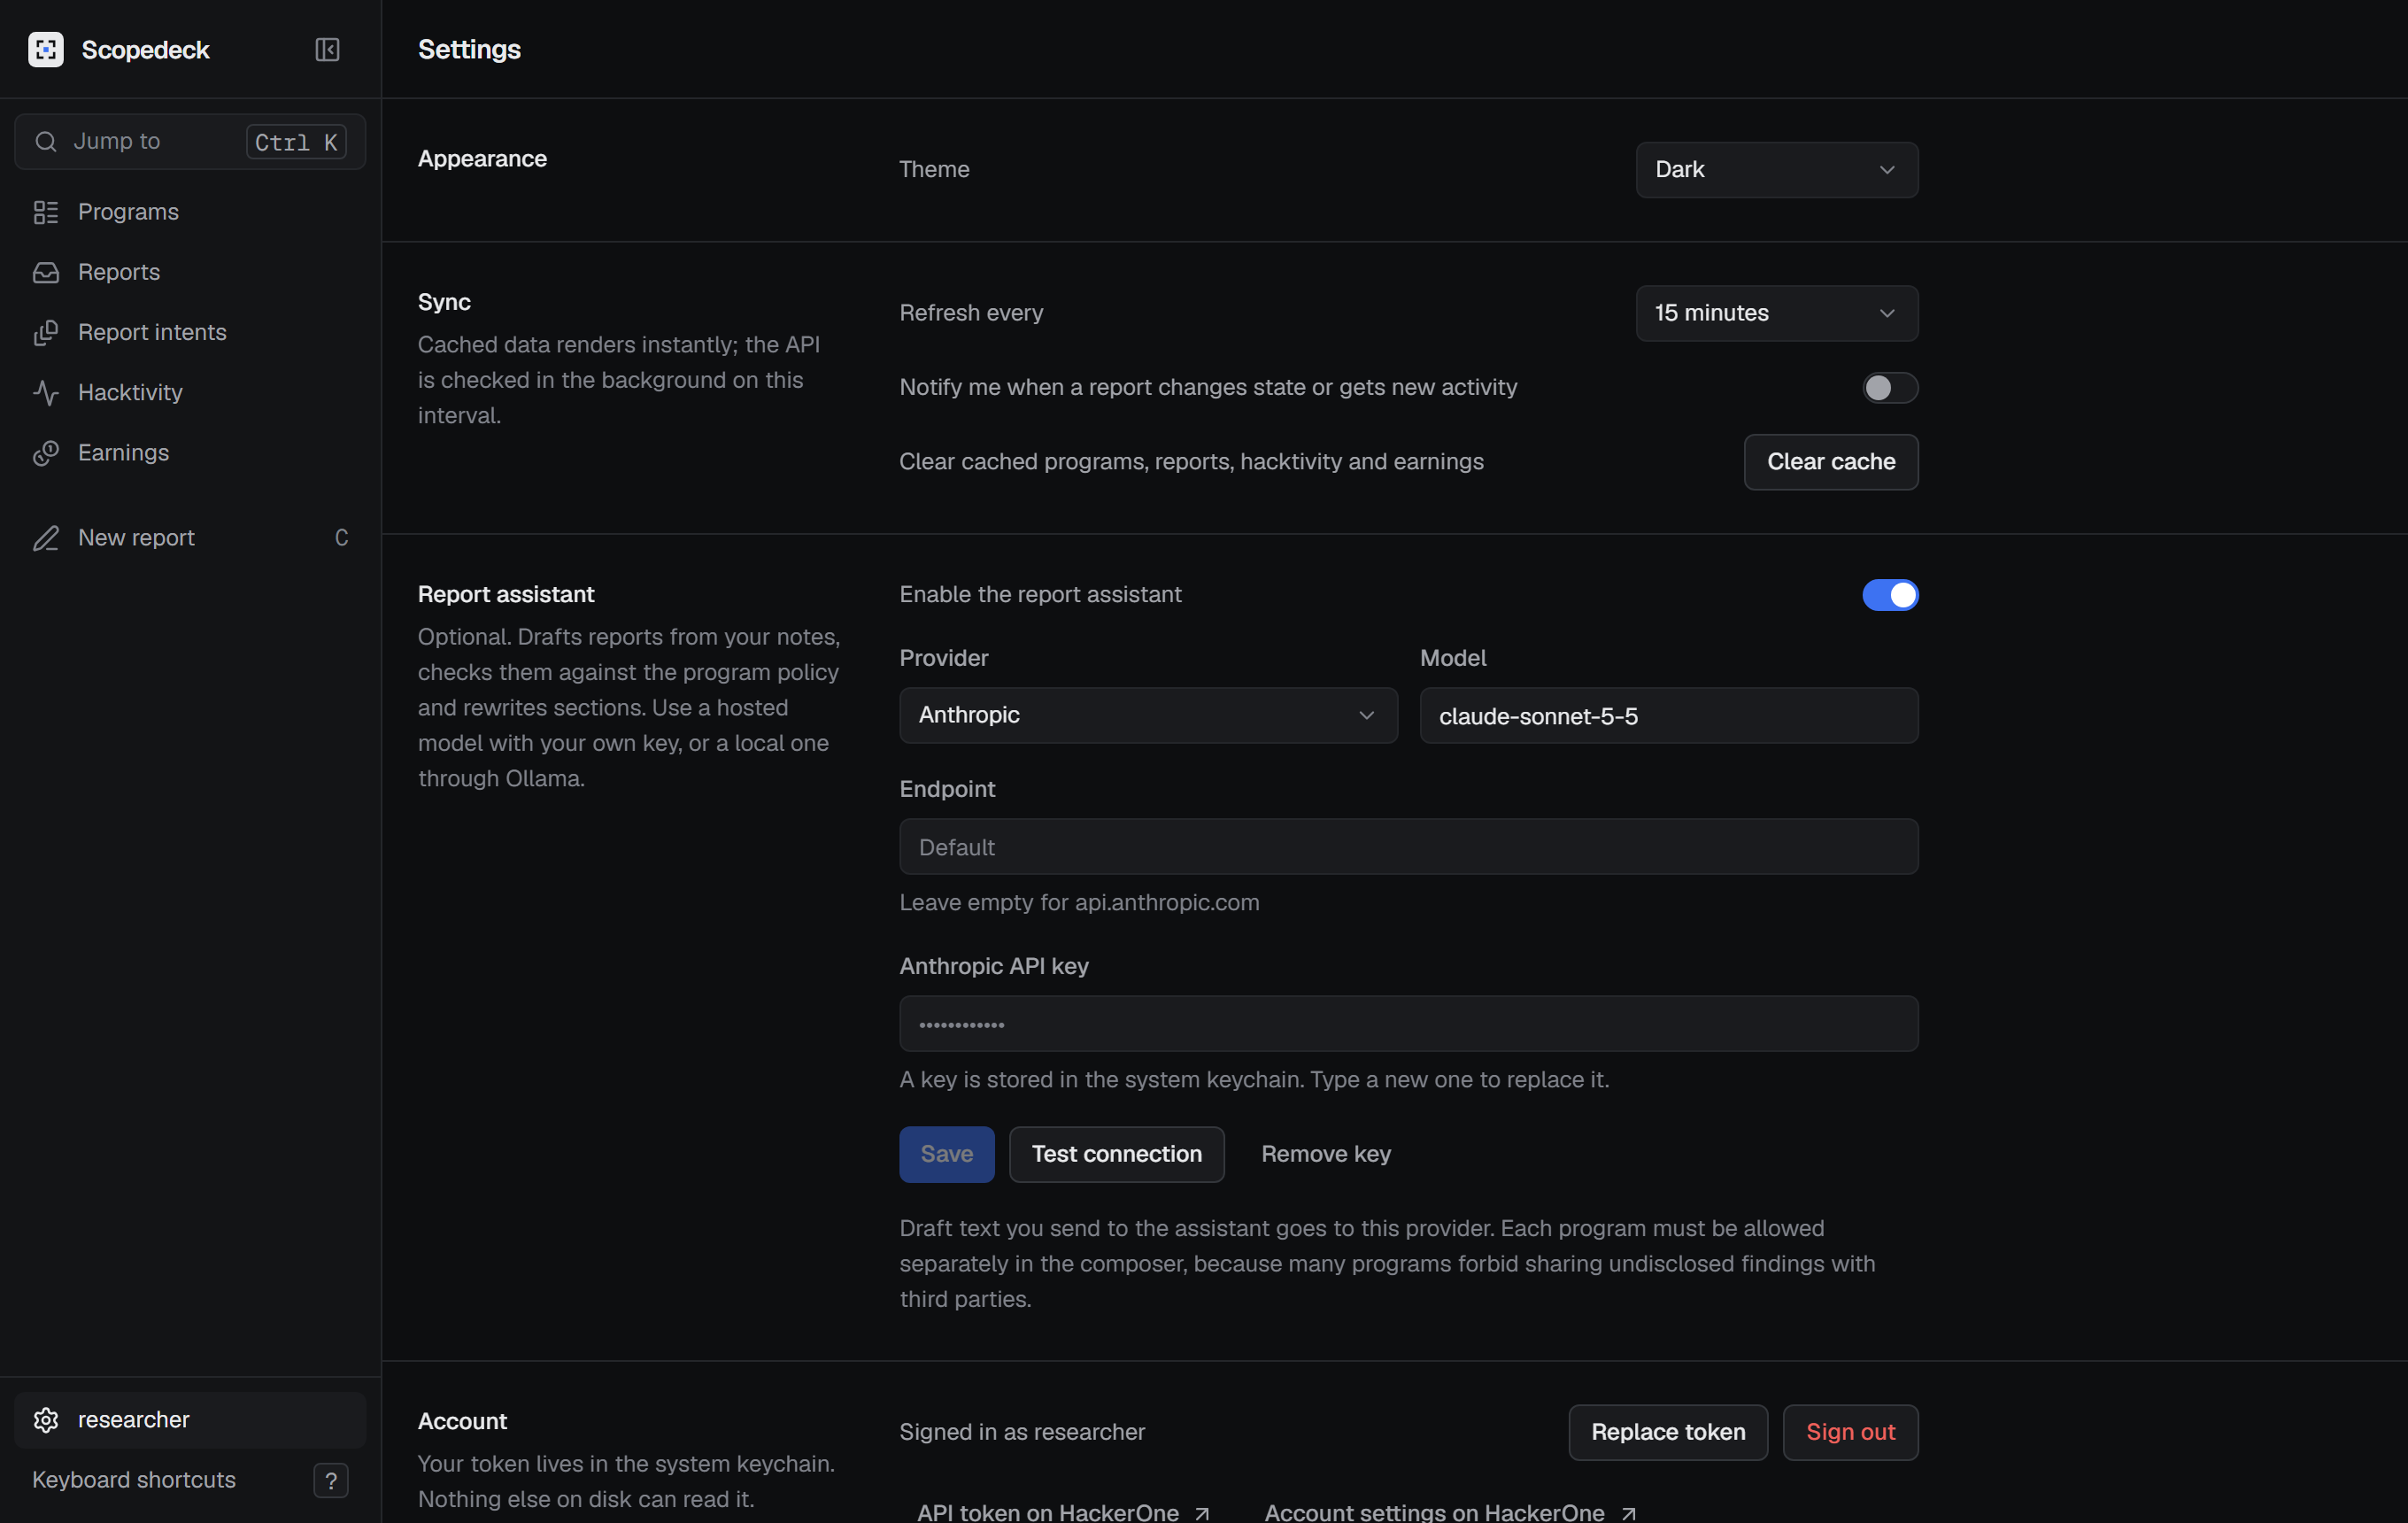 Scopedeck
Jump to
Ctrl K
Programs
Reports
Report intents
Hacktivity
Earnings
New report
C
researcher
Keyboard shortcuts
?
Settings
Appearance
Theme
Dark
Sync
Cached data renders instantly; the API
is checked in the background on this
interval.
Refresh every
15 minutes
Notify me when a report changes state or gets new activity
Clear cached programs, reports, hacktivity and earnings
Clear cache
Report assistant
Optional. Drafts reports from your notes,
checks them against the program policy
and rewrites sections. Use a hosted
model with your own key, or a local one
through Ollama.
Enable the report assistant
Provider
Model
Anthropic
claude-sonnet-5-5
Endpoint
Default
Leave empty for api.anthropic.com
Anthropic API key
••••••••••••
A key is stored in the system keychain. Type a new one to replace it.
Save
Test connection
Remove key
Draft text you send to the assistant goes to this provider. Each program must be allowed
separately in the composer, because many programs forbid sharing undisclosed findings with
third parties.
Account
Your token lives in the system keychain.
Nothing else on disk can read it.
Signed in as researcher
Replace token
Sign out
API token on HackerOne
Account settings on HackerOne